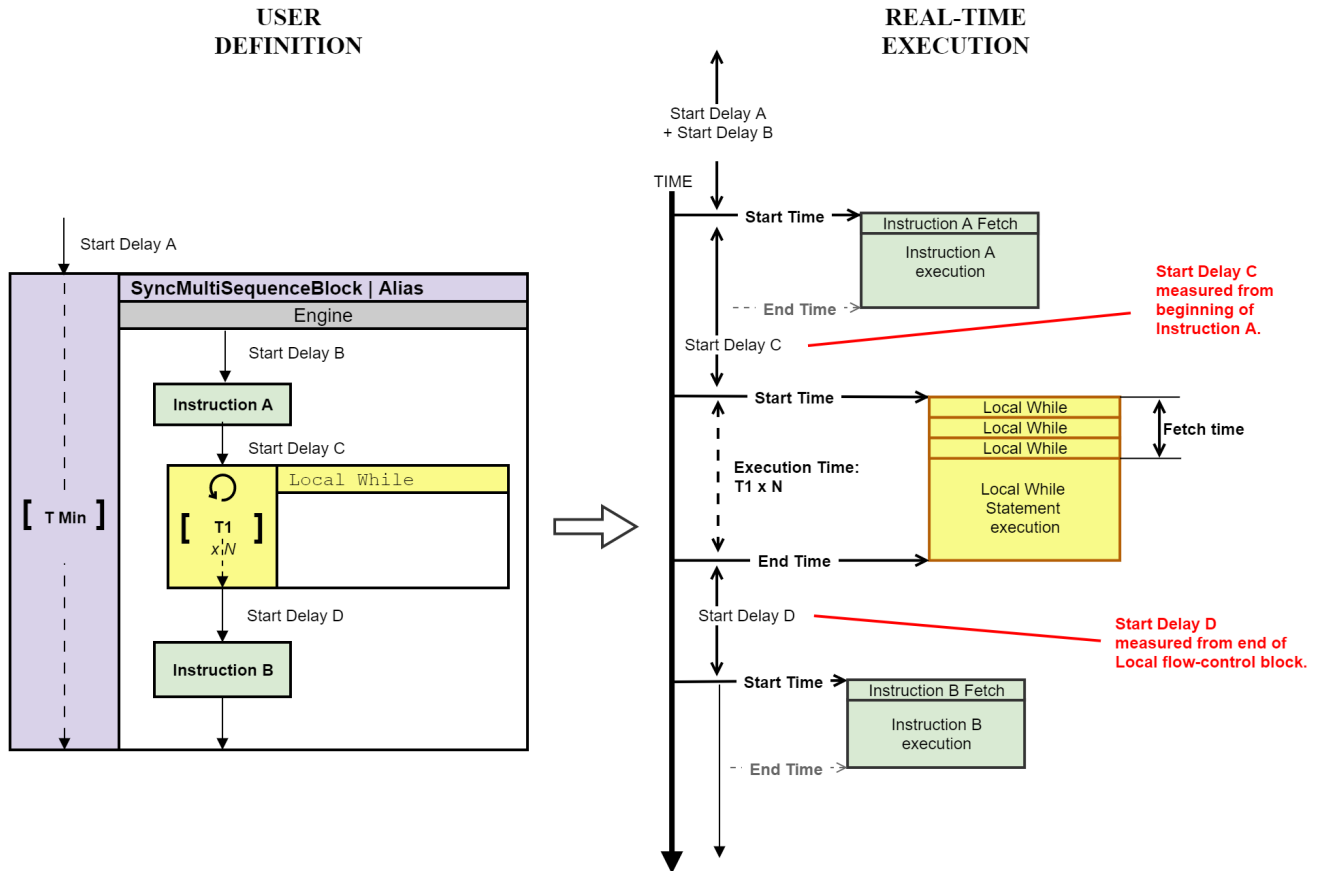 USER
DEFINITION
Start Delay A
SyncMultiSequenceBlock | Alias
Engine
Start Delay B
Instruction A
Start Delay C
Local While
[ T1 ]
x N
[ T Min ]
Start Delay D
Instruction B
REAL-TIME
EXECUTION
Start Delay A
+ Start Delay B
TIME
Start Time
Instruction A Fetch
Instruction A
execution
End Time
Start Delay C
Start Delay C
measured from
beginning of
Instruction A.
Start Time
Local While
Local While
Local While
Fetch time
Execution Time:
T1 x N
Local While
Statement
execution
End Time
Start Delay D
Start Delay D
measured from end of
Local flow-control block.
Start Time
Instruction B Fetch
Instruction B
execution
End Time